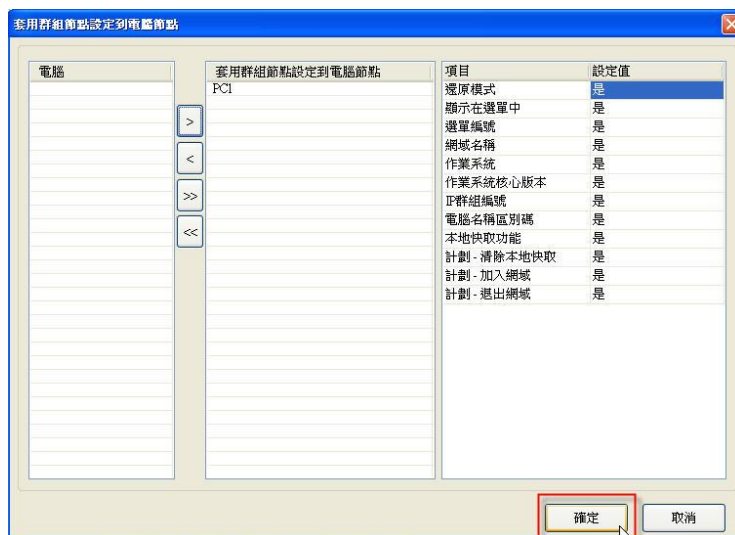 套用群組節點設定到電腦節點
電腦
套用群組節點設定到電腦節點
項目 設定值
PC1
還原模式 是
顯示在選單中 是
選單編號 是
網域名稱 是
作業系統 是
作業系統核心版本 是
IP群組編號 是
電腦名稱區別碼 是
本地快取功能 是
計劃 - 清除本地快取 是
計劃 - 加入網域 是
計劃 - 退出網域 是
>
<
>>
<<
確定 取消